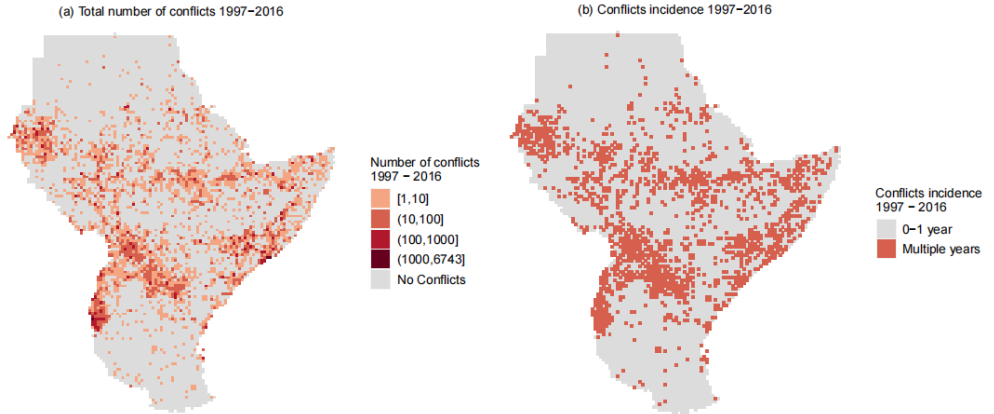 (a) Total number of conflicts 1997−2016
Number of conflicts
1997 − 2016
[1,10]
(10,100]
(100,1000]
(1000,6743]
No Conflicts
(b) Conflicts incidence 1997−2016
Conflicts incidence
1997 − 2016
0−1 year
Multiple years